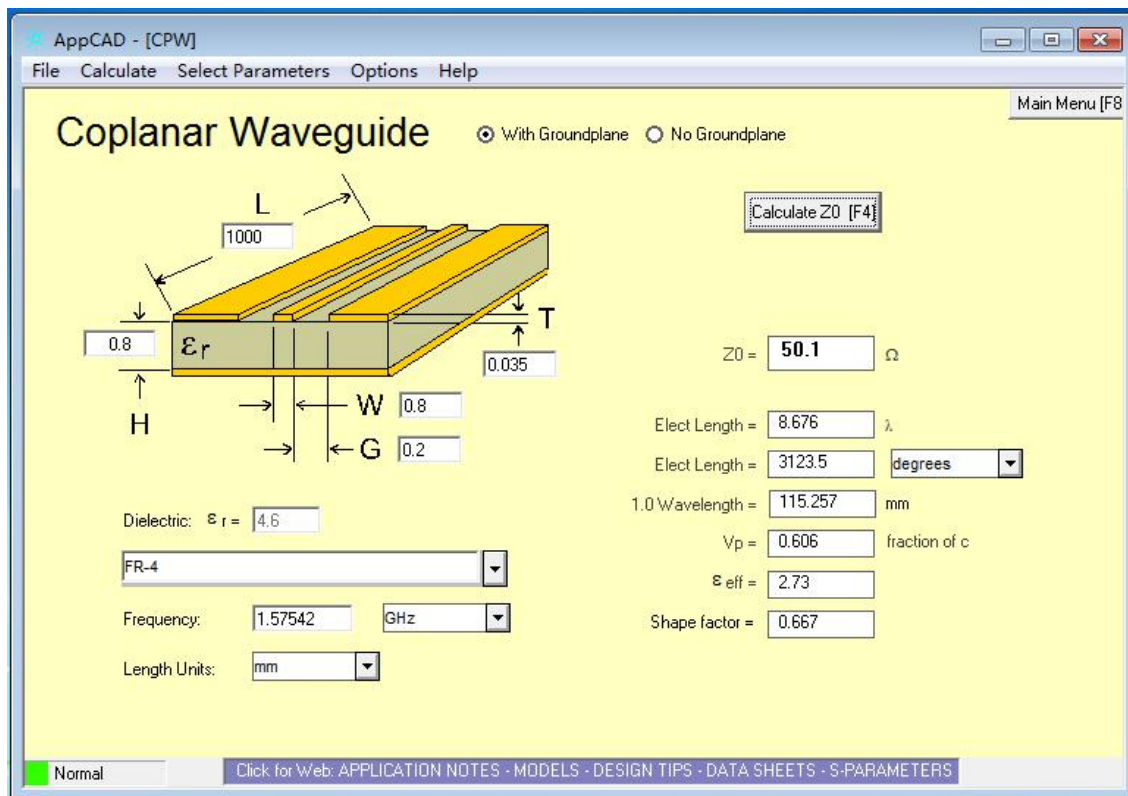 AppCAD - [CPW]
File Calculate Select Parameters Options Help
Main Menu [F8
Coplanar Waveguide
With Groundplane
No Groundplane
Calculate Z0 [F4]
L
1000
0.8
H
εr
T
0.035
W 0.8
G 0.2
Z0 = 50.1 Ω
Elect Length = 8.676 λ
Elect Length = 3123.5 degrees
1.0 Wavelength = 115.257 mm
Vp = 0.606 fraction of c
ε eff = 2.73
Shape factor = 0.667
Dielectric: ε r = 4.6
FR-4
Frequency: 1.57542 GHz
Length Units: mm
Normal
Click for Web: APPLICATION NOTES - MODELS - DESIGN TIPS - DATA SHEETS - S-PARAMETERS